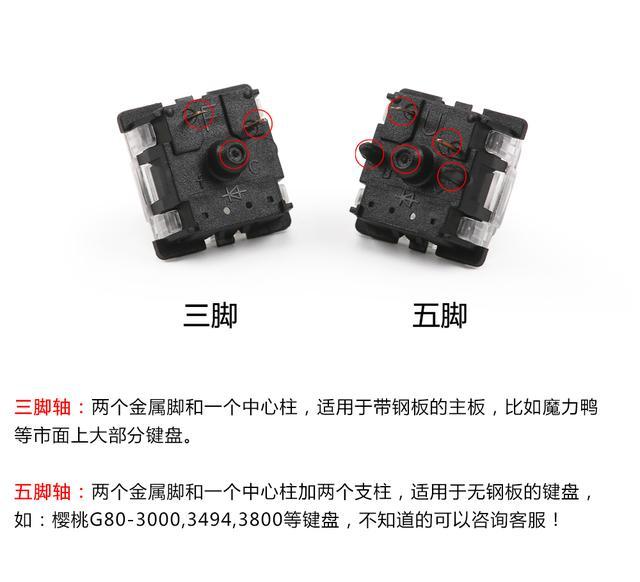 三脚
五脚
三脚轴：两个金属脚和一个中心柱，适用于带钢板的主板，比如魔力鸭
等市面上大部分键盘。
五脚轴：两个金属脚和一个中心柱加两个支柱，适用于无钢板的键盘，
如：樱桃G80-3000,3494,3800等键盘，不知道的可以咨询客服！